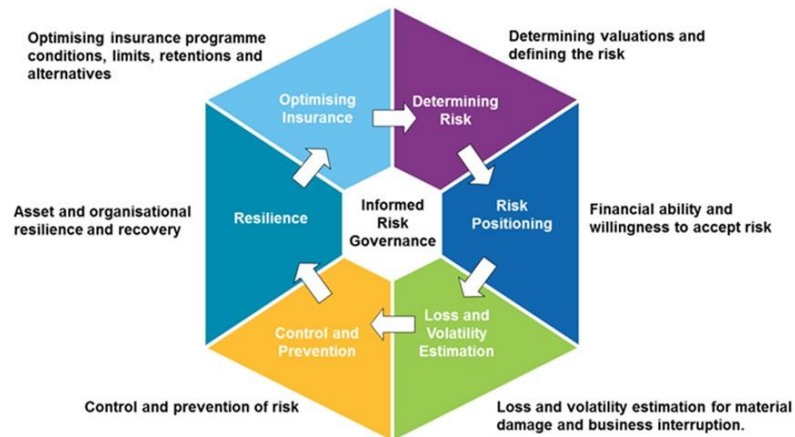 Optimising insurance programme
conditions, limits, retentions and
alternatives
Determining valuations and
defining the risk
Optimising
Insurance
Determining
Risk
Asset and organisational
resilience and recovery
Resilience
Informed
Risk
Governance
Risk
Positioning
Financial ability and
willingness to accept risk
Control and
Prevention
Loss and
Volatility
Estimation
Control and prevention of risk
Loss and volatility estimation for material
damage and business interruption.